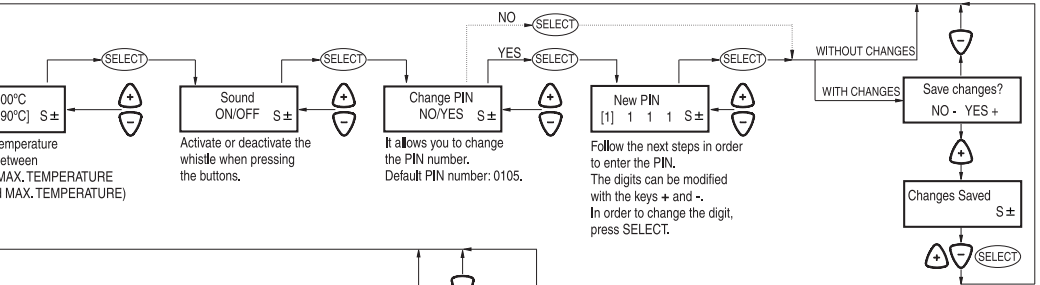 NO
SELECT
YES
SELECT
SELECT
SELECT
SELECT
WITHOUT CHANGES
WITH CHANGES
00ºC
90ºC] S±
+
-
emperature
etween
MAX. TEMPERATURE
MAX. TEMPERATURE)
Sound
ON/OFF S±
+
-
Activate or deactivate the
whistle when pressing
the buttons.
Change PIN
NO/YES S±
+
-
It allows you to change
the PIN number.
Default PIN number: 0105.
New PIN
[1] 1 1 1 S±
+
-
Follow the next steps in order
to enter the PIN.
The digits can be modified
with the keys + and -.
In order to change the digit,
press SELECT.
-
Save changes?
NO - YES +
+
Changes Saved
S±
+
-
SELECT